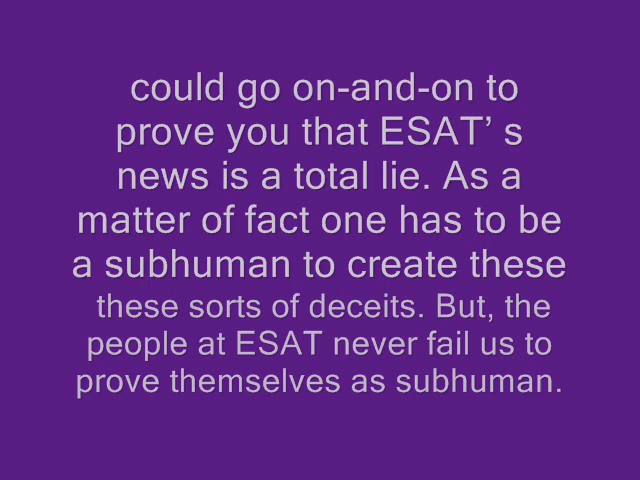 could go on-and-on to
prove you that ESAT’ s
news is a total lie. As a
matter of fact one has to be
a subhuman to create these
these sorts of deceits. But, the
people at ESAT never fail us to
prove themselves as subhuman.